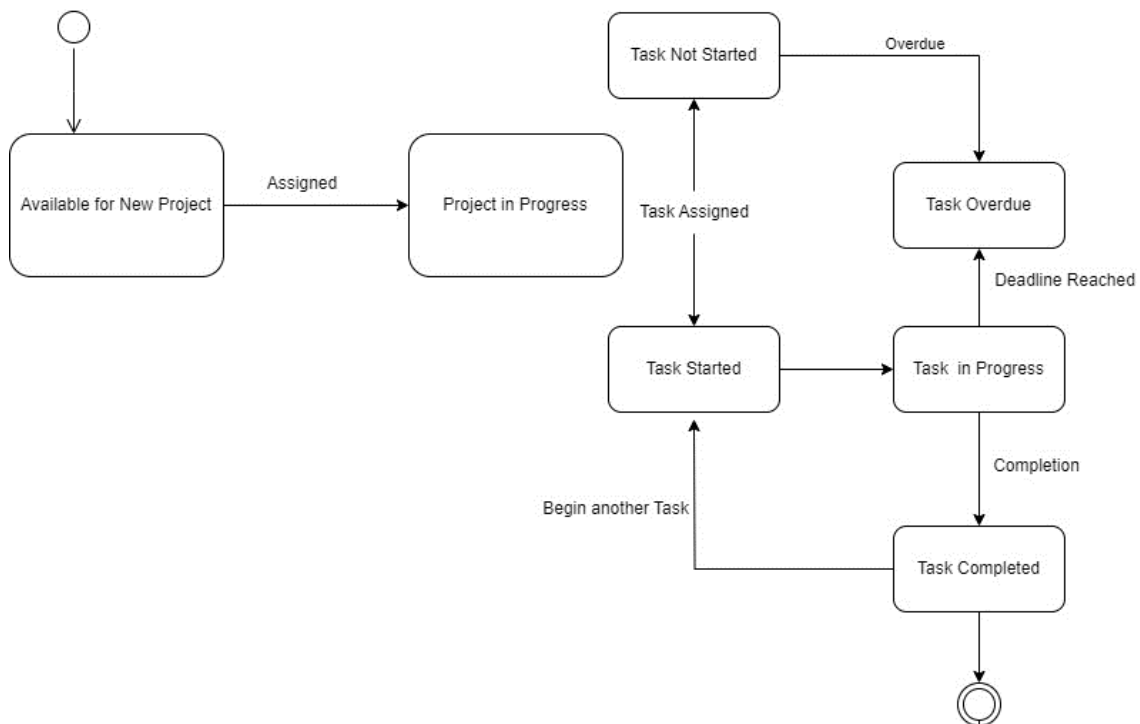 Task Not Started
Overdue
Available for New Project
Assigned
Project in Progress
Task Assigned
Task Overdue
Deadline Reached
Task Started
Task  in Progress
Completion
Begin another Task
Task Completed